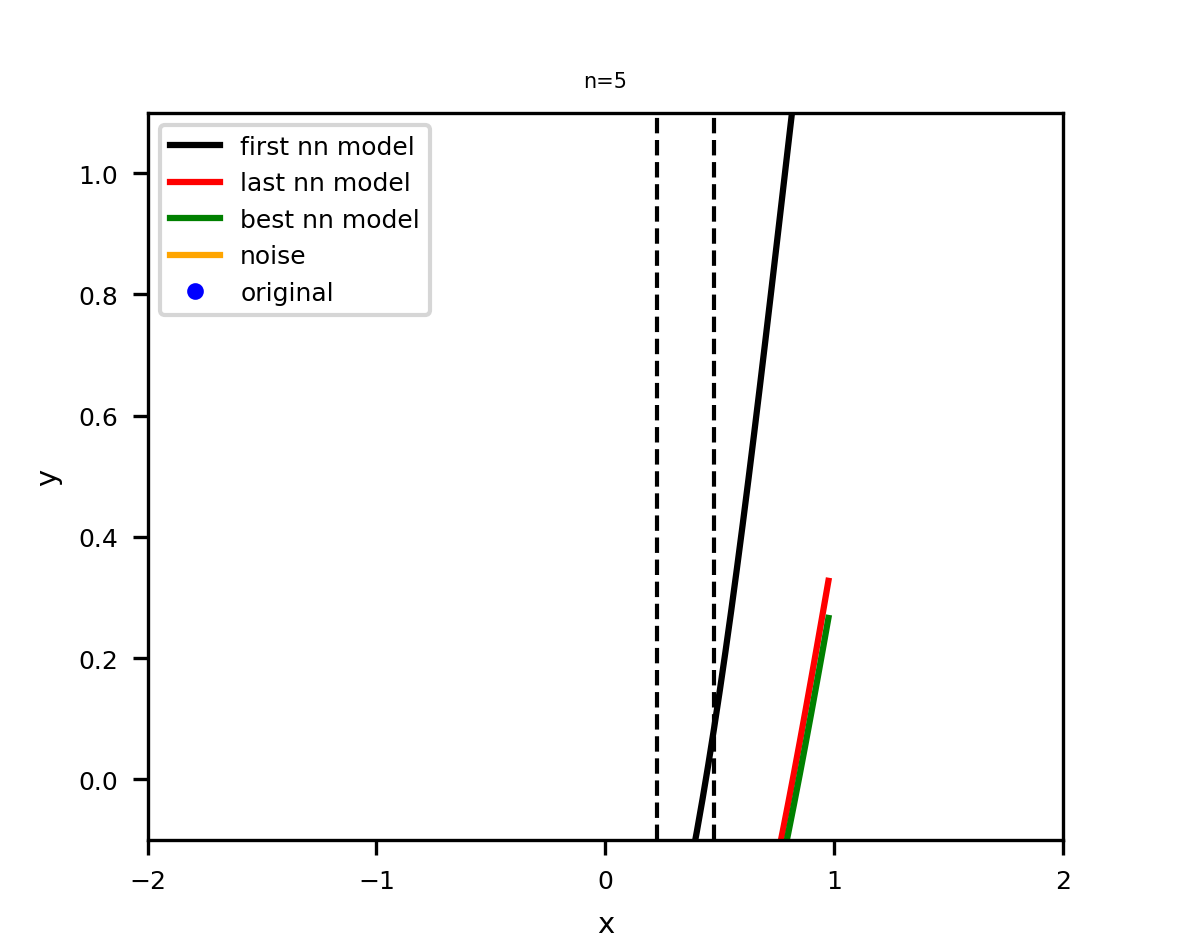 n=5
first nn model
last nn model
best nn model
noise
original
1.0
0.8
0.6
0.4
0.2
0.0
y
−2
−1
0
1
2
x